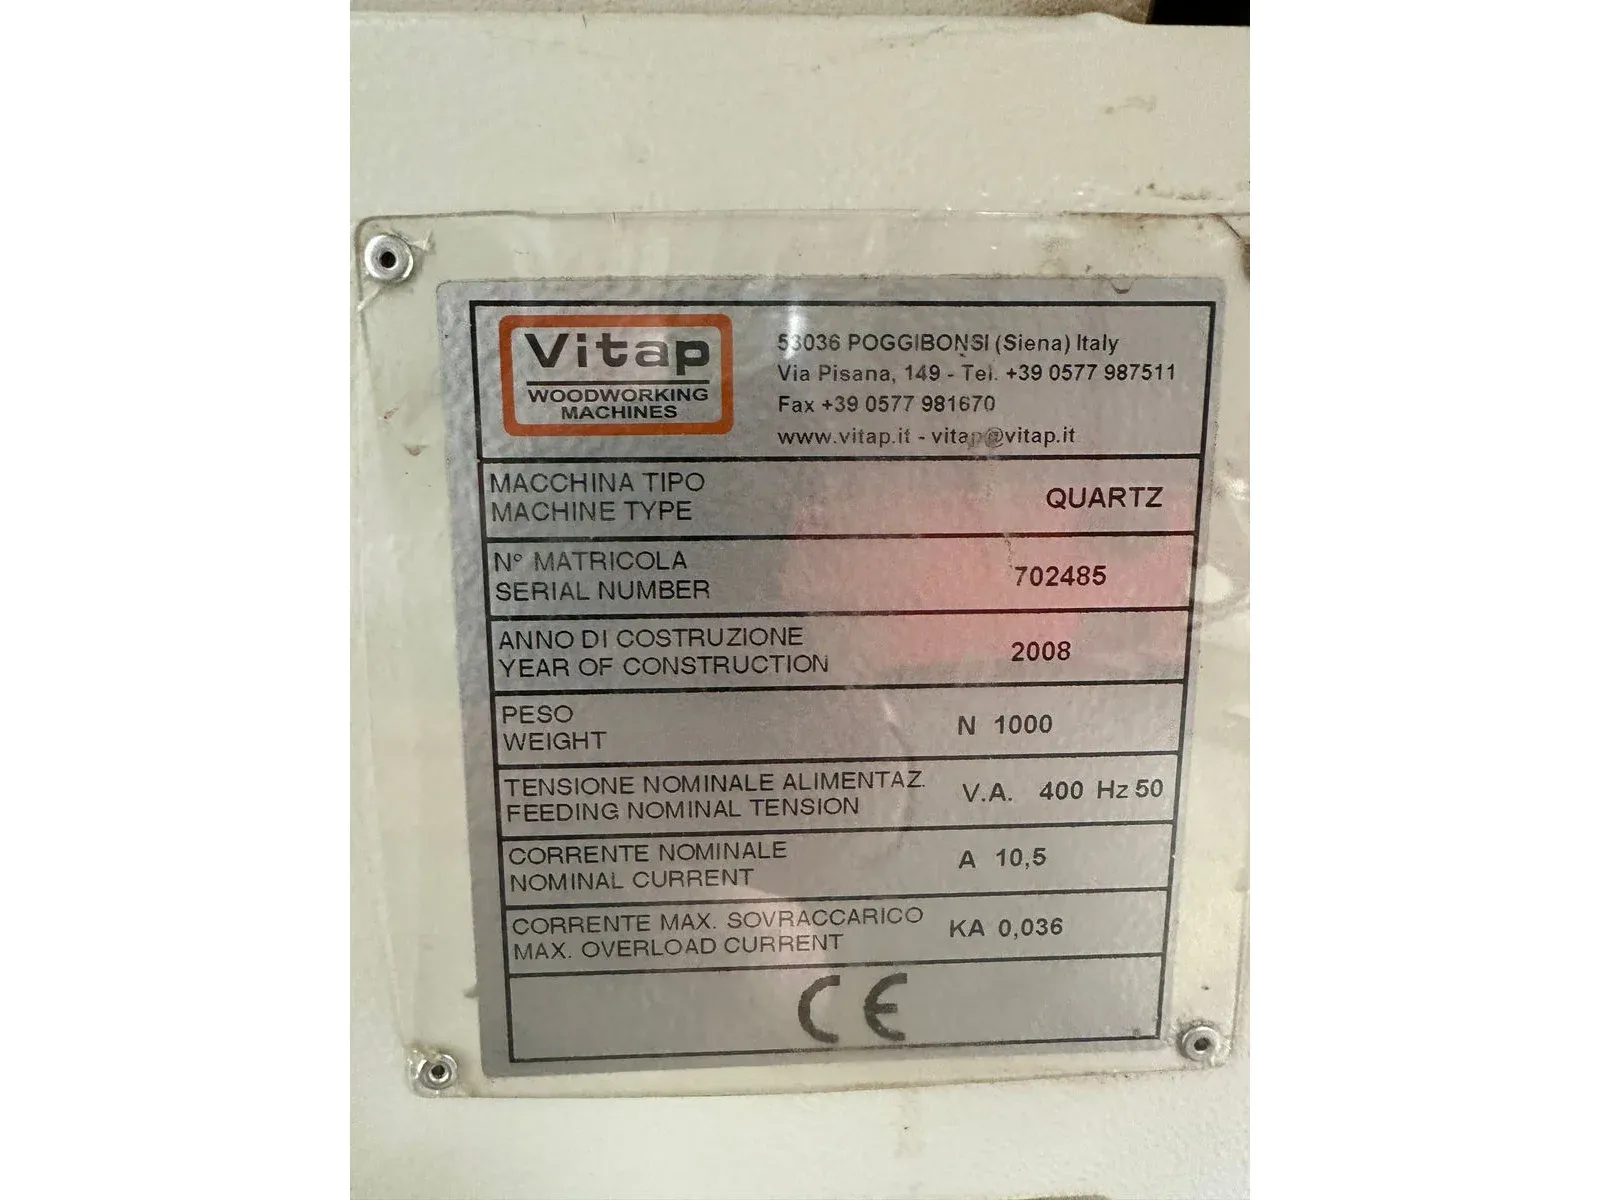 Vitap
WOODWORKING
MACHINES
53036 POGGIBONSI (Siena) Italy
Via Pisana, 149 - Tel. +39 0577 987511
Fax +39 0577 981670
www.vitap.it - vitap@vitap.it
MACCHINA TIPO
MACHINE TYPE
QUARTZ
N° MATRICOLA
SERIAL NUMBER
702485
ANNO DI COSTRUZIONE
YEAR OF CONSTRUCTION
2008
PESO
WEIGHT
N 1000
TENSIONE NOMINALE ALIMENTAZ.
FEEDING NOMINAL TENSION
V.A. 400 Hz 50
CORRENTE NOMINALE
NOMINAL CURRENT
A 10,5
CORRENTE MAX. SOVRACCARICO
MAX. OVERLOAD CURRENT
KA 0,036
CE